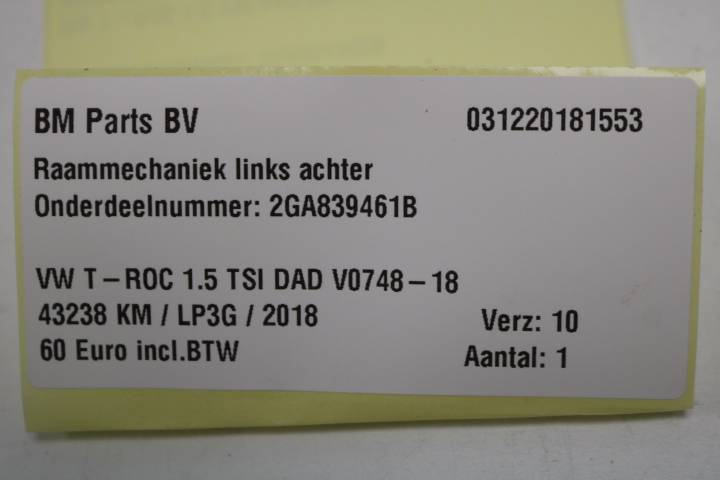 BM Parts BV 031220181553
Raammechaniek links achter
Onderdeelnummer: 2GA839461B
VW T-ROC 1.5 TSI DAD V0748-18
43238 KM / LP3G / 2018 Verz: 10
60 Euro incl.BTW Aantal: 1